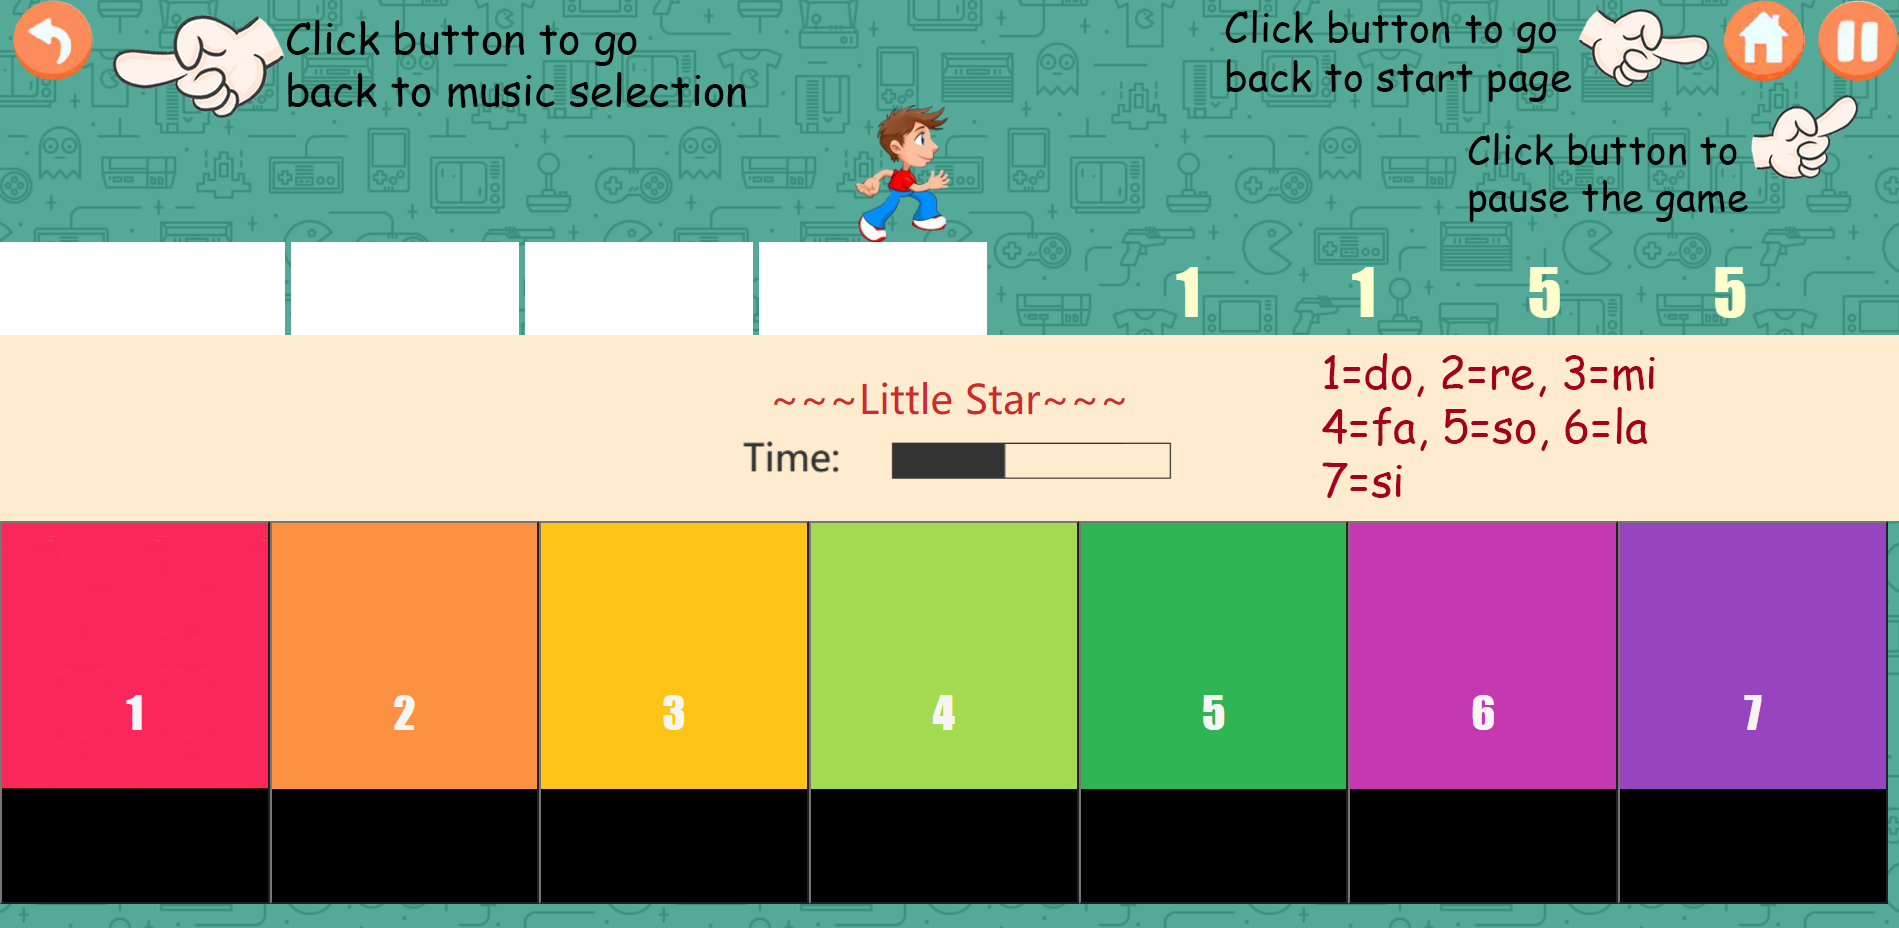 Click button to go
back to music selection
Click button to go
back to start page
Click button to
pause the game
1 1 5 5
~~~Little Star~~~
Time:
1=do, 2=re, 3=mi
4=fa, 5=so, 6=la
7=si
1 2 3 4 5 6 7